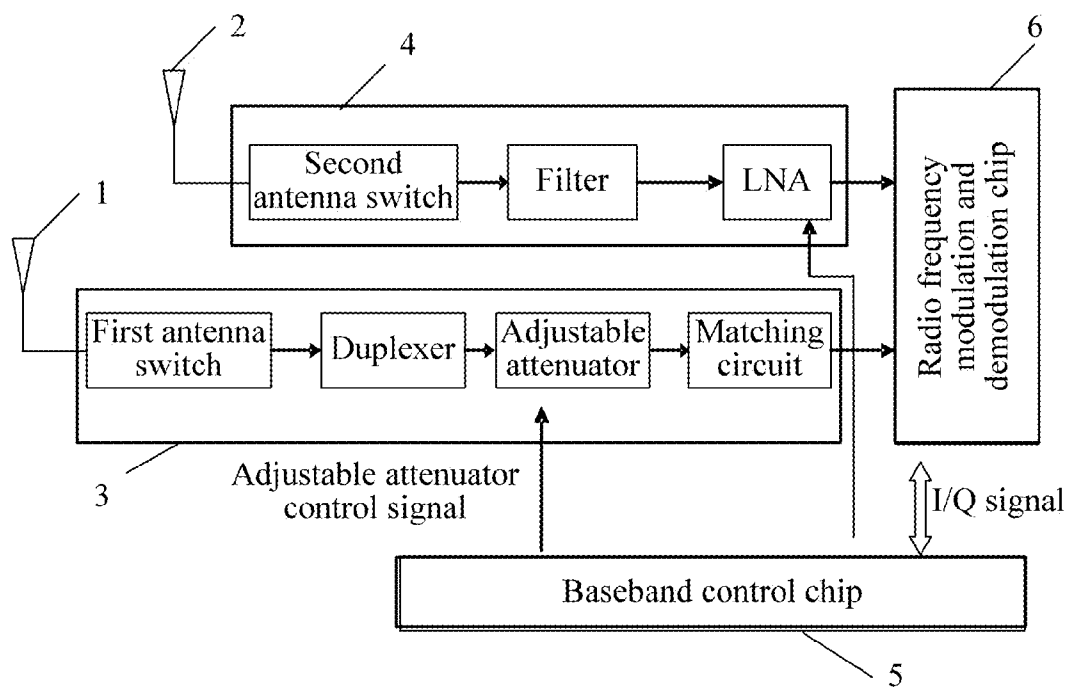 2
4
6
Second
antenna switch
Filter
LNA
Radio frequency
modulation and
demodulation chip
1
First antenna
switch
Duplexer
Adjustable
attenuator
Matching
circuit
3
Adjustable attenuator
control signal
I/Q signal
Baseband control chip
5